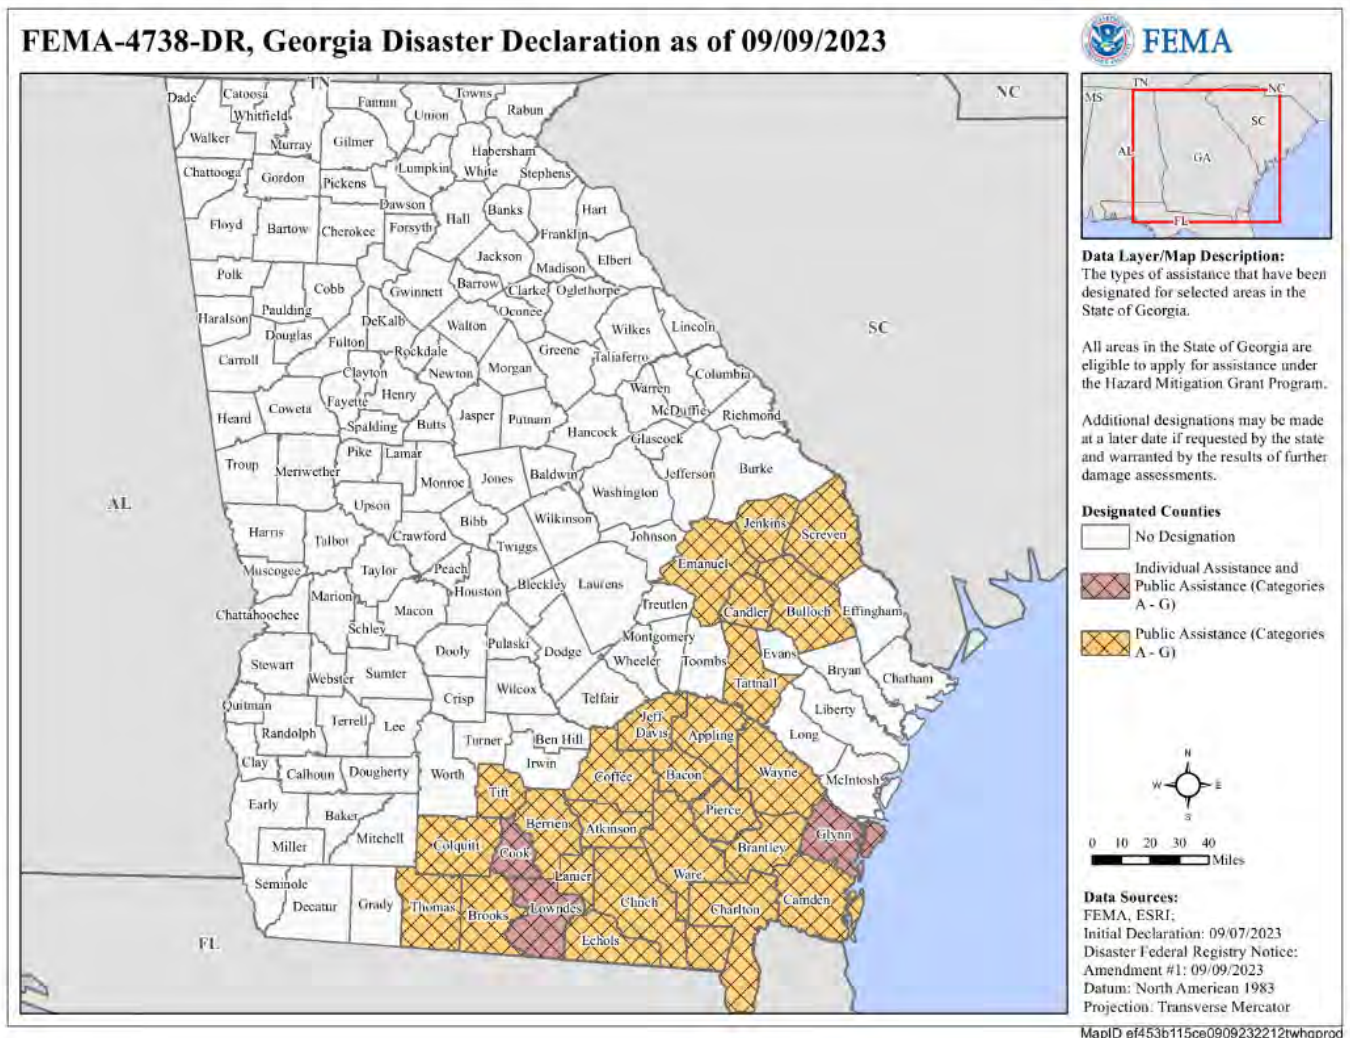 FEMA-4738-DR, Georgia Disaster Declaration as of 09/09/2023
FEMA
TN
NC
MS
SC
AL
GA
FL
TN
NC
SC
AL
FL
Dade
Catoosa
Whitfield
Fannin
Towns
Rabun
Union
Walker
Murray
Gilmer
Habersham
Chattooga
Gordon
Pickens
Lumpkin
White
Stephens
Dawson
Floyd
Bartow
Cherokee
Forsyth
Hall
Banks
Franklin
Hart
Polk
Cobb
Gwinnett
Jackson
Madison
Elbert
Barrow
Clarke
Oglethorpe
Haralson
Paulding
Douglas
DeKalb
Fulton
Oconee
Walton
Wilkes
Lincoln
Carroll
Clayton
Rockdale
Newton
Morgan
Greene
Taliaferro
Columbia
Heard
Coweta
Fayette
Henry
Warren
McDuffie
Richmond
Spalding
Butts
Jasper
Putnam
Hancock
Glascock
Troup
Meriwether
Pike
Lamar
Monroe
Jones
Baldwin
Washington
Jefferson
Burke
Upson
Harris
Talbot
Crawford
Bibb
Twiggs
Wilkinson
Johnson
Jenkins
Screven
Muscogee
Taylor
Peach
Houston
Bleckley
Laurens
Emanuel
Chattahoochee
Marion
Macon
Treutlen
Candler
Bulloch
Effingham
Schley
Stewart
Webster
Sumter
Dooly
Pulaski
Dodge
Montgomery
Wheeler
Toombs
Evans
Tattnall
Bryan
Chatham
Quitman
Crisp
Wilcox
Telfair
Liberty
Randolph
Terrell
Lee
Turner
Ben Hill
Jeff
Davis
Appling
Long
Clay
Calhoun
Dougherty
Worth
Irwin
Coffee
Bacon
Wayne
McIntosh
Early
Baker
Mitchell
Tift
Berrien
Atkinson
Pierce
Glynn
Miller
Colquitt
Cook
Brantley
Seminole
Decatur
Grady
Thomas
Brooks
Lanier
Lowndes
Clinch
Ware
Charlton
Camden
Echols
Data Layer/Map Description:
The types of assistance that have been
designated for selected areas in the
State of Georgia.
All areas in the State of Georgia are
eligible to apply for assistance under
the Hazard Mitigation Grant Program.
Additional designations may be made
at a later date if requested by the state
and warranted by the results of further
damage assessments.
Designated Counties
No Designation
Individual Assistance and
Public Assistance (Categories
A - G)
Public Assistance (Categories
A - G)
N
W
E
S
0 10 20 30 40
Miles
Data Sources:
FEMA, ESRI;
Initial Declaration: 09/07/2023
Disaster Federal Registry Notice:
Amendment #1: 09/09/2023
Datum: North American 1983
Projection: Transverse Mercator
MapID ef453b115ce0909232212twhqprod